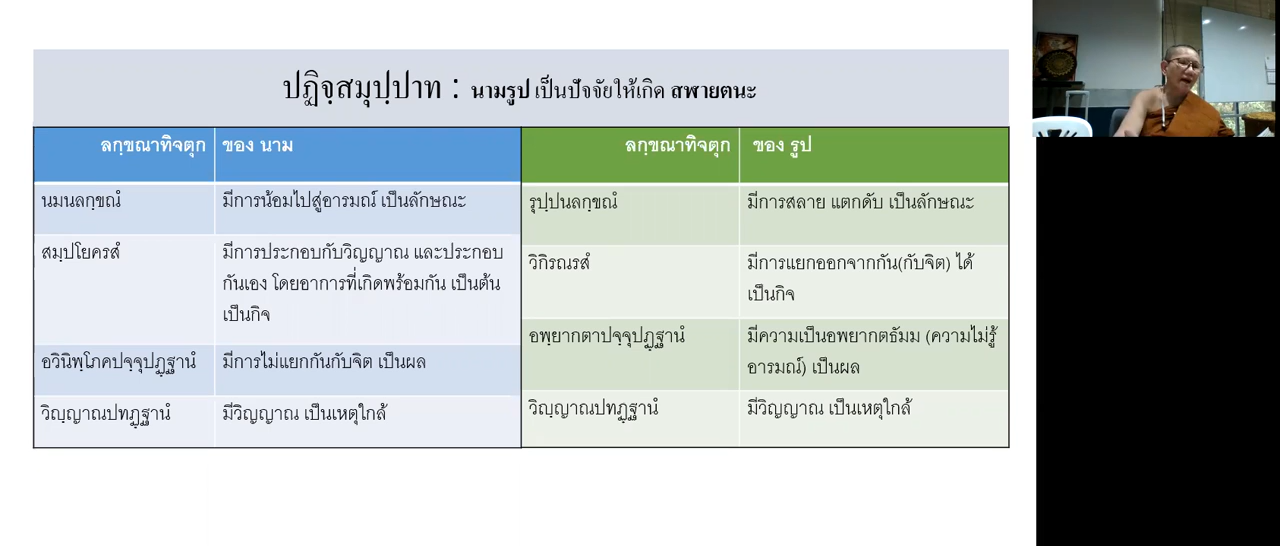 ปฏิจฺสมุปฺปาท : นามรูป เป็นปัจจัยให้เกิด สฬายตนะ
ลกฺขณาทิจตุก ของ นาม
นมนลกฺขณํ มีการน้อมไปสู่อารมณ์ เป็นลักษณะ
สมฺปโยครสํ มีการประกอบกับวิญญาณ และประกอบ
กันเอง โดยอาการที่เกิดพร้อมกัน เป็นต้น
เป็นกิจ
อวินิพฺโภคปจฺจุปฏฺฐานํ มีการไม่แยกกันกับจิต เป็นผล
วิญฺญาณปทฏฺฐานํ มีวิญญาณ เป็นเหตุใกล้
ลกฺขณาทิจตุก ของ รูป
รุปฺปนลกฺขณํ มีการสลาย แตกดับ เป็นลักษณะ
วิกิรณรสํ มีการแยกออกจากกัน(กับจิต) ได้
เป็นกิจ
อพฺยากตาปจฺจุปฏฺฐานํ มีความเป็นอพยากตธัมม (ความไม่รู้
อารมณ์) เป็นผล
วิญฺญาณปทฏฺฐานํ มีวิญญาณ เป็นเหตุใกล้